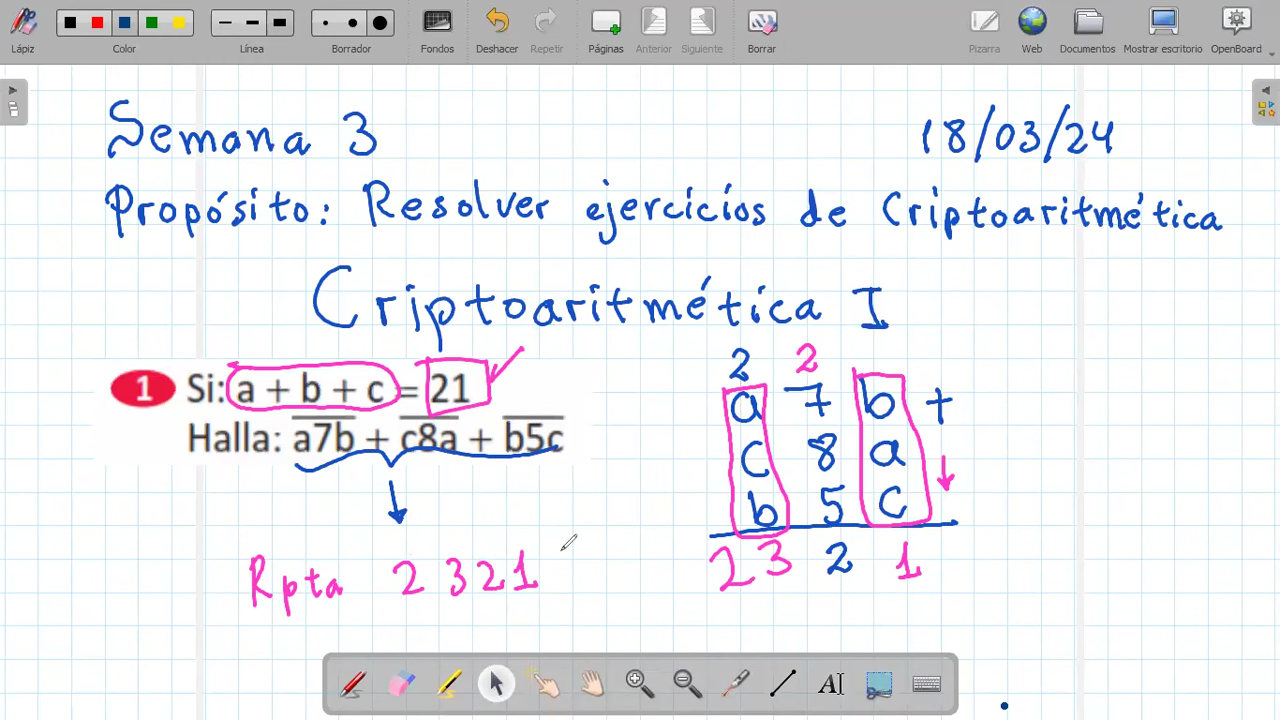 Lápiz Color Línea Borrador Fondos Deshacer Repetir Páginas Anterior Siguiente Borrar Pizarra Web Documentos Mostrar escritorio OpenBoard
Semana 3 18/03/24
Propósito: Resolver ejercicios de Criptoaritmética
Criptoaritmética I
1 Si: a + b + c = 21
Halla: a7b + c8a + b5c
Rpta 2321
2 2
a 7 b +
c 8 a
b 5 c
2 3 2 1
AI